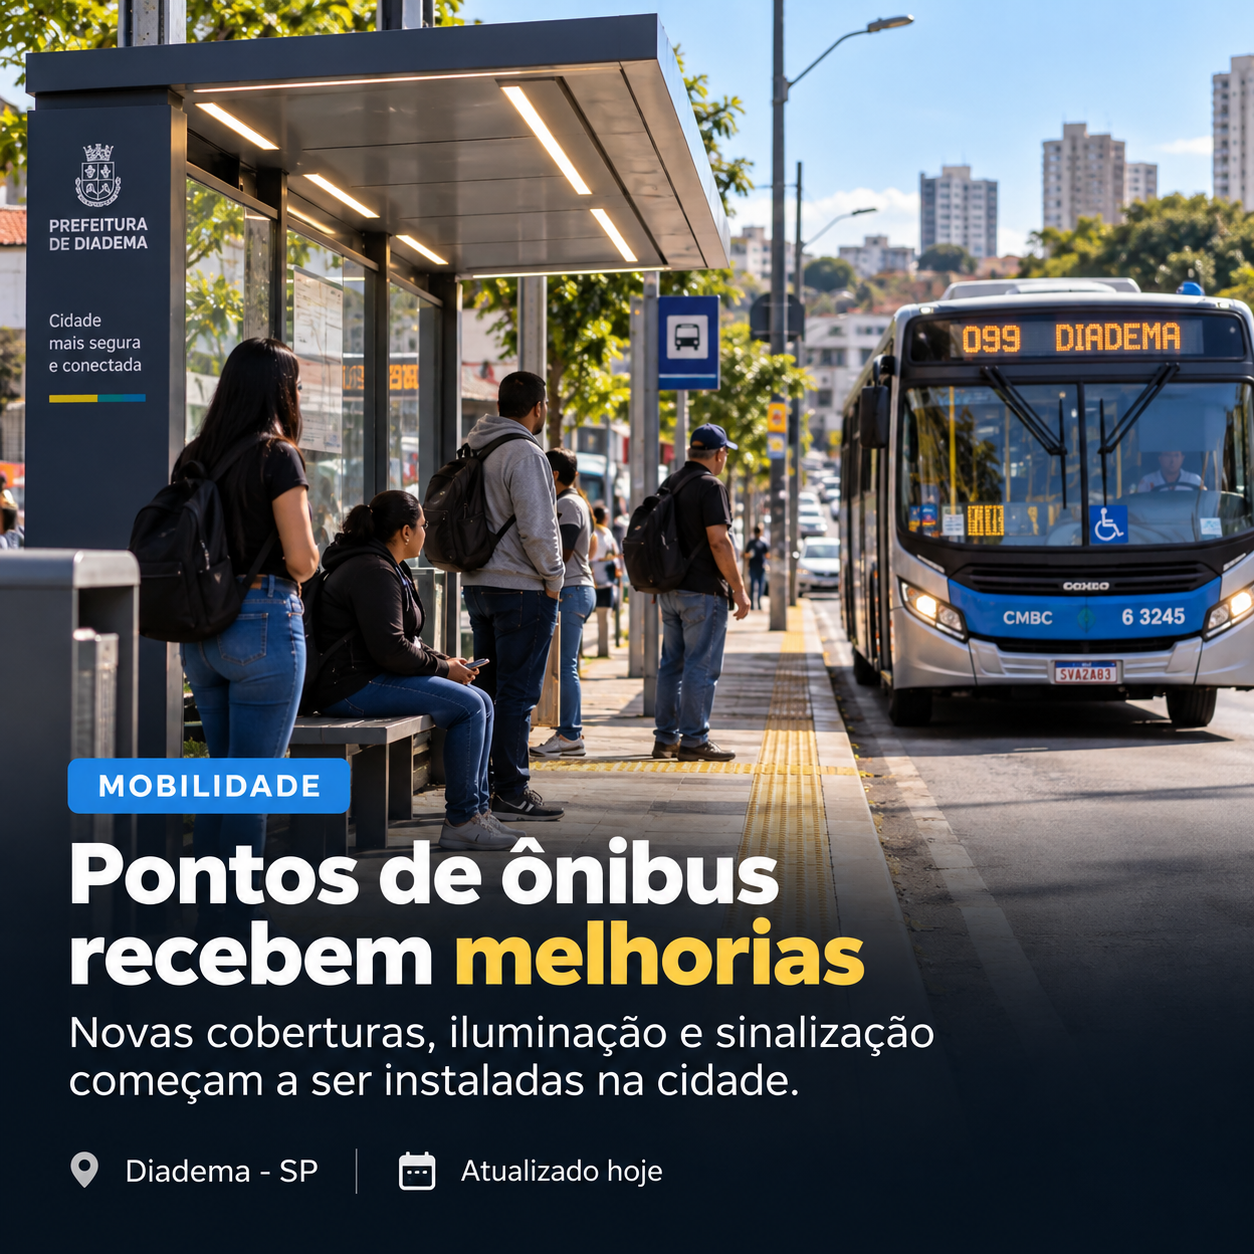 PREFEITURA
DE DIADEMA
Cidade
mais segura
e conectada
099 DIADEMA
CMBC
6 3245
SVA2A83
MOBILIDADE
Pontos de ônibus
recebem melhorias
Novas coberturas, iluminação e sinalização
começam a ser instaladas na cidade.
Diadema - SP
Atualizado hoje